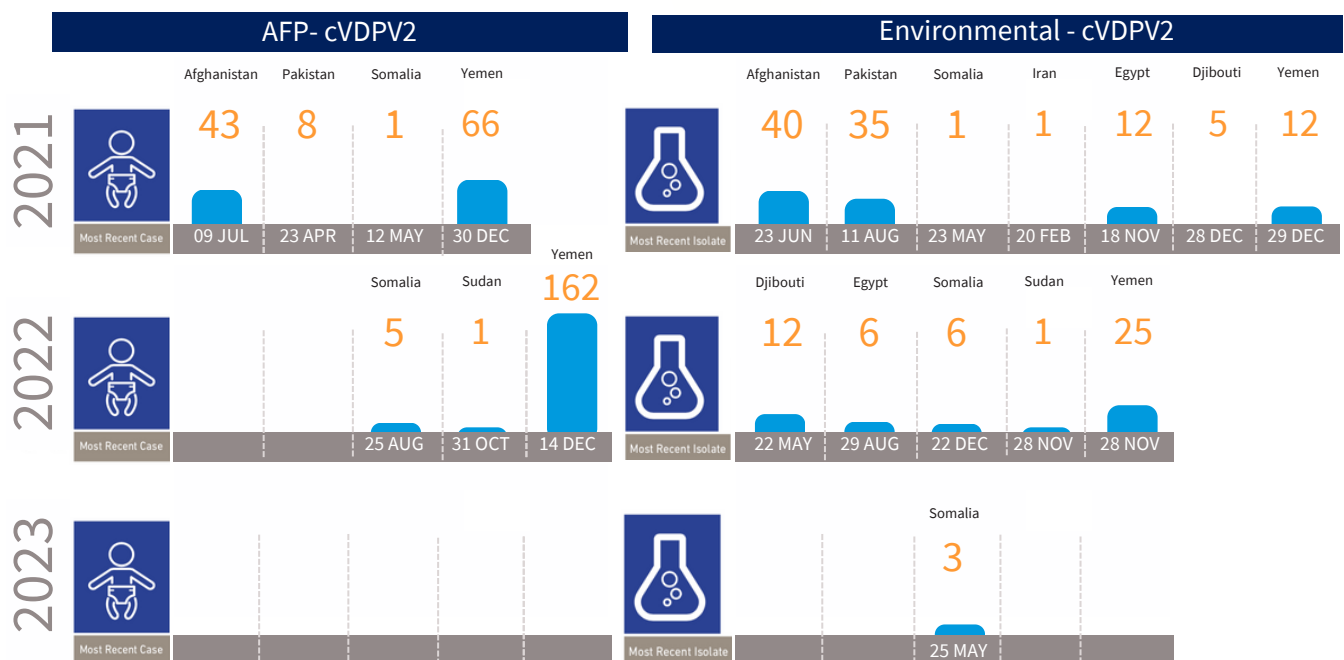 AFP- cVDPV2
Environmental - cVDPV2
2021
Afghanistan Pakistan Somalia Yemen
43 8 1 66
Most Recent Case 09 JUL 23 APR 12 MAY 30 DEC
Afghanistan Pakistan Somalia Iran Egypt Djibouti Yemen
40 35 1 1 12 5 12
Most Recent Isolate 23 JUN 11 AUG 23 MAY 20 FEB 18 NOV 28 DEC 29 DEC
2022
Somalia Sudan Yemen
5 1 162
Most Recent Case 25 AUG 31 OCT 14 DEC
Djibouti Egypt Somalia Sudan Yemen
12 6 6 1 25
Most Recent Isolate 22 MAY 29 AUG 22 DEC 28 NOV 28 NOV
2023
Most Recent Case
Somalia
3
Most Recent Isolate 25 MAY